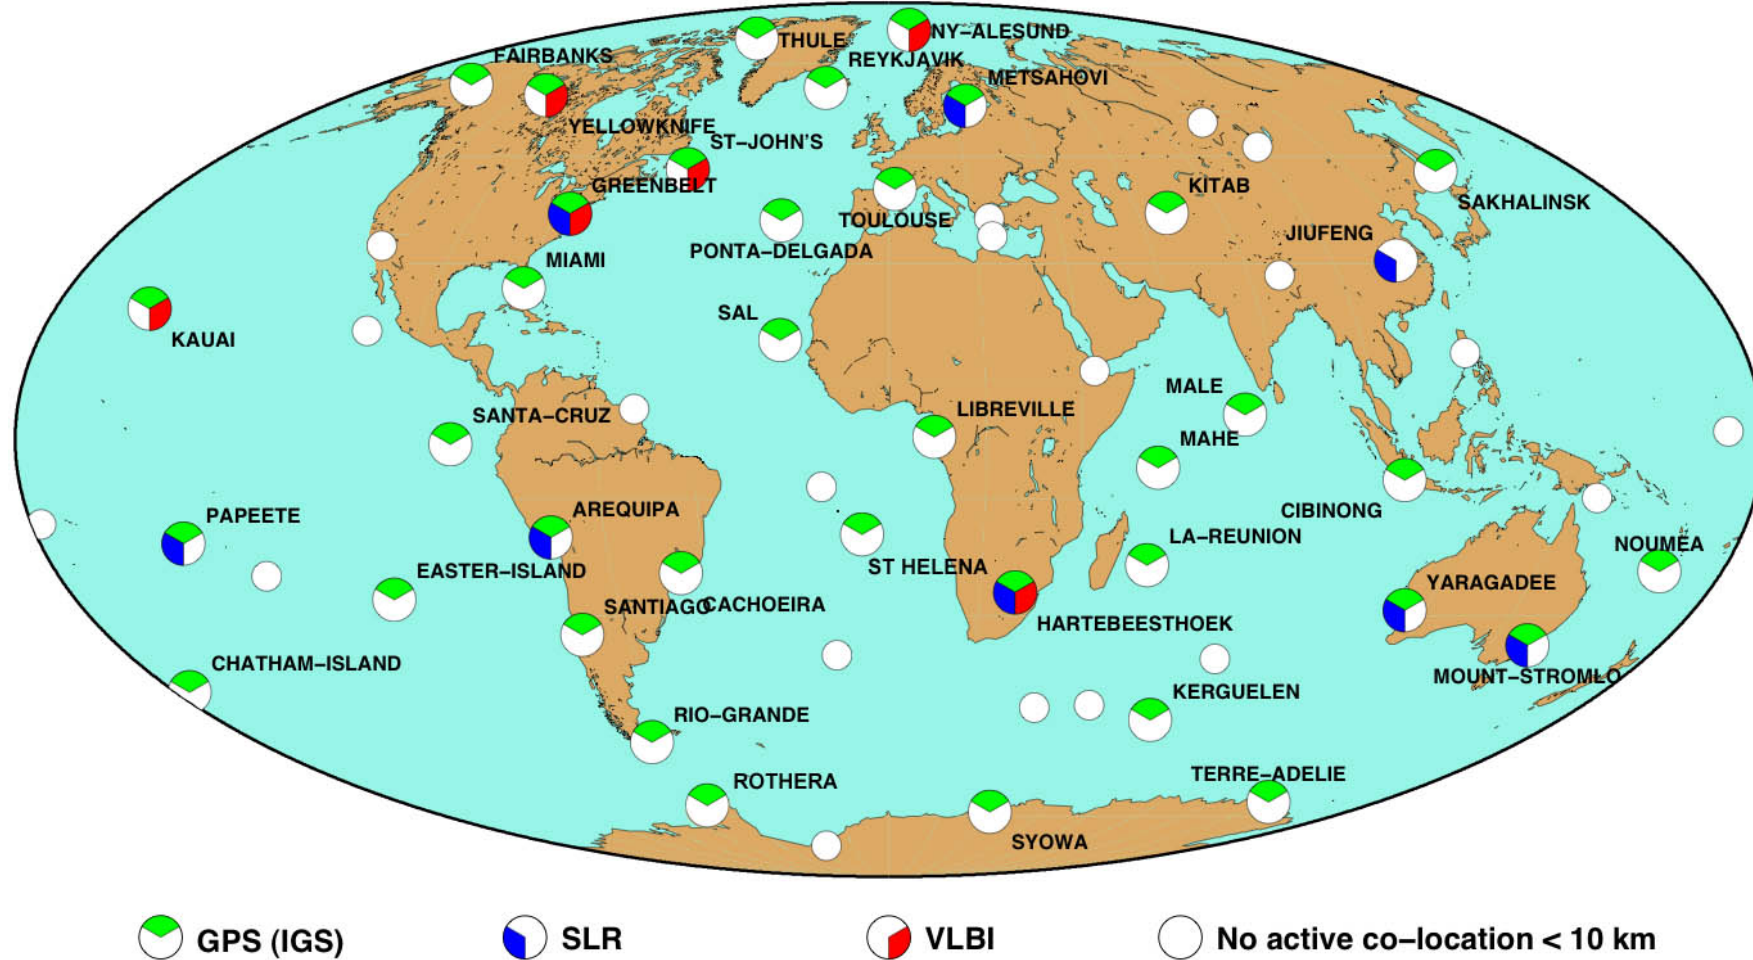 THULE
NY-ALESUND
FAIRBANKS
REYKJAVIK
METSAHOVI
YELLOWKNIFE
ST-JOHN'S
GREENBELT
KITAB
SAKHALINSK
TOULOUSE
JIUFENG
PONTA-DELGADA
MIAMI
SAL
KAUAI
MALE
LIBREVILLE
SANTA-CRUZ
MAHE
AREQUIPA
CIBINONG
PAPEETE
LA-REUNION
NOUMEA
ST HELENA
EASTER-ISLAND
YARAGADEE
SANTIAGO
CACHOEIRA
HARTEBEESTHOEK
CHATHAM-ISLAND
MOUNT-STROMLO
KERGUELEN
RIO-GRANDE
TERRE-ADELIE
ROTHERA
SYOWA
GPS (IGS)
SLR
VLBI
No active co-location < 10 km